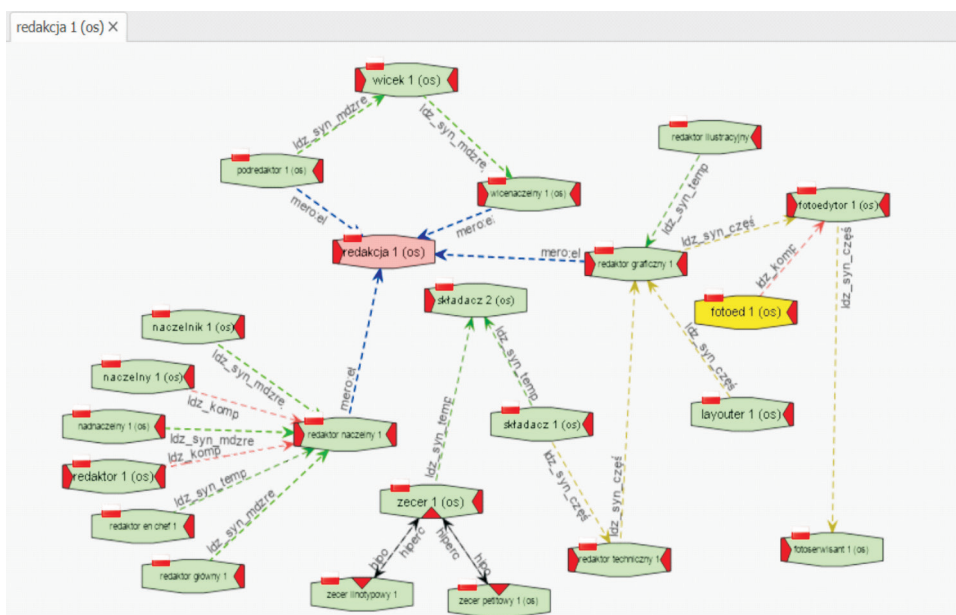 redakcja 1 (os) ×
wicek 1 (os)
ldz_syn_mdzre
ldz_syn_mdzre
redaktor ilustracyjny
podredaktor 1 (os)
wicenaczelny 1 (os)
ldz_syn_temp
fotoedytor 1 (os)
mero:el
mero:el
ldz_syn_częś
redakcja 1 (os)
mero:el
redaktor graficzny 1
ldz_komp
ldz_syn_częś
składacz 2 (os)
fotoed 1 (os)
naczelnik 1 (os)
ldz_syn_mdzre
mero:el
ldz_syn_temp
ldz_syn_częś
naczelny 1 (os)
ldz_komp
layouter 1 (os)
nadnaczelny 1 (os)
ldz_syn_mdzre
redaktor naczelny 1
składacz 1 (os)
ldz_syn_temp
redaktor 1 (os)
ldz_komp
ldz_syn_temp
ldz_syn_częś
ldz_syn_częś
zecer 1 (os)
redaktor en chef 1
ldz_syn_mdzre
hiperc
hiperc
hipo
hipo
redaktor techniczny 1
fotoserwisant 1 (os)
redaktor główny 1
zecer linotypowy 1
zecer petitowy 1 (os)